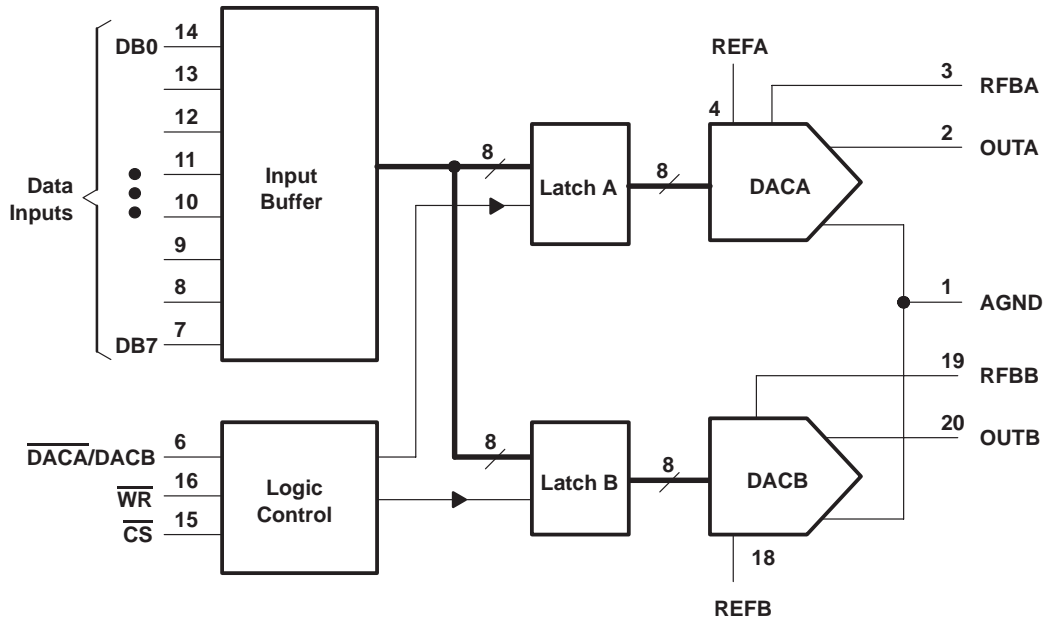 DB0
14
13
12
11
10
9
8
DB7
7
Data
Inputs
Input
Buffer
8
Latch A
8
DACA
REFA
4
3
RFBA
2
OUTA
1
AGND
19
RFBB
20
OUTB
DACA/DACB
6
WR
16
CS
15
Logic
Control
8
Latch B
8
DACB
18
REFB